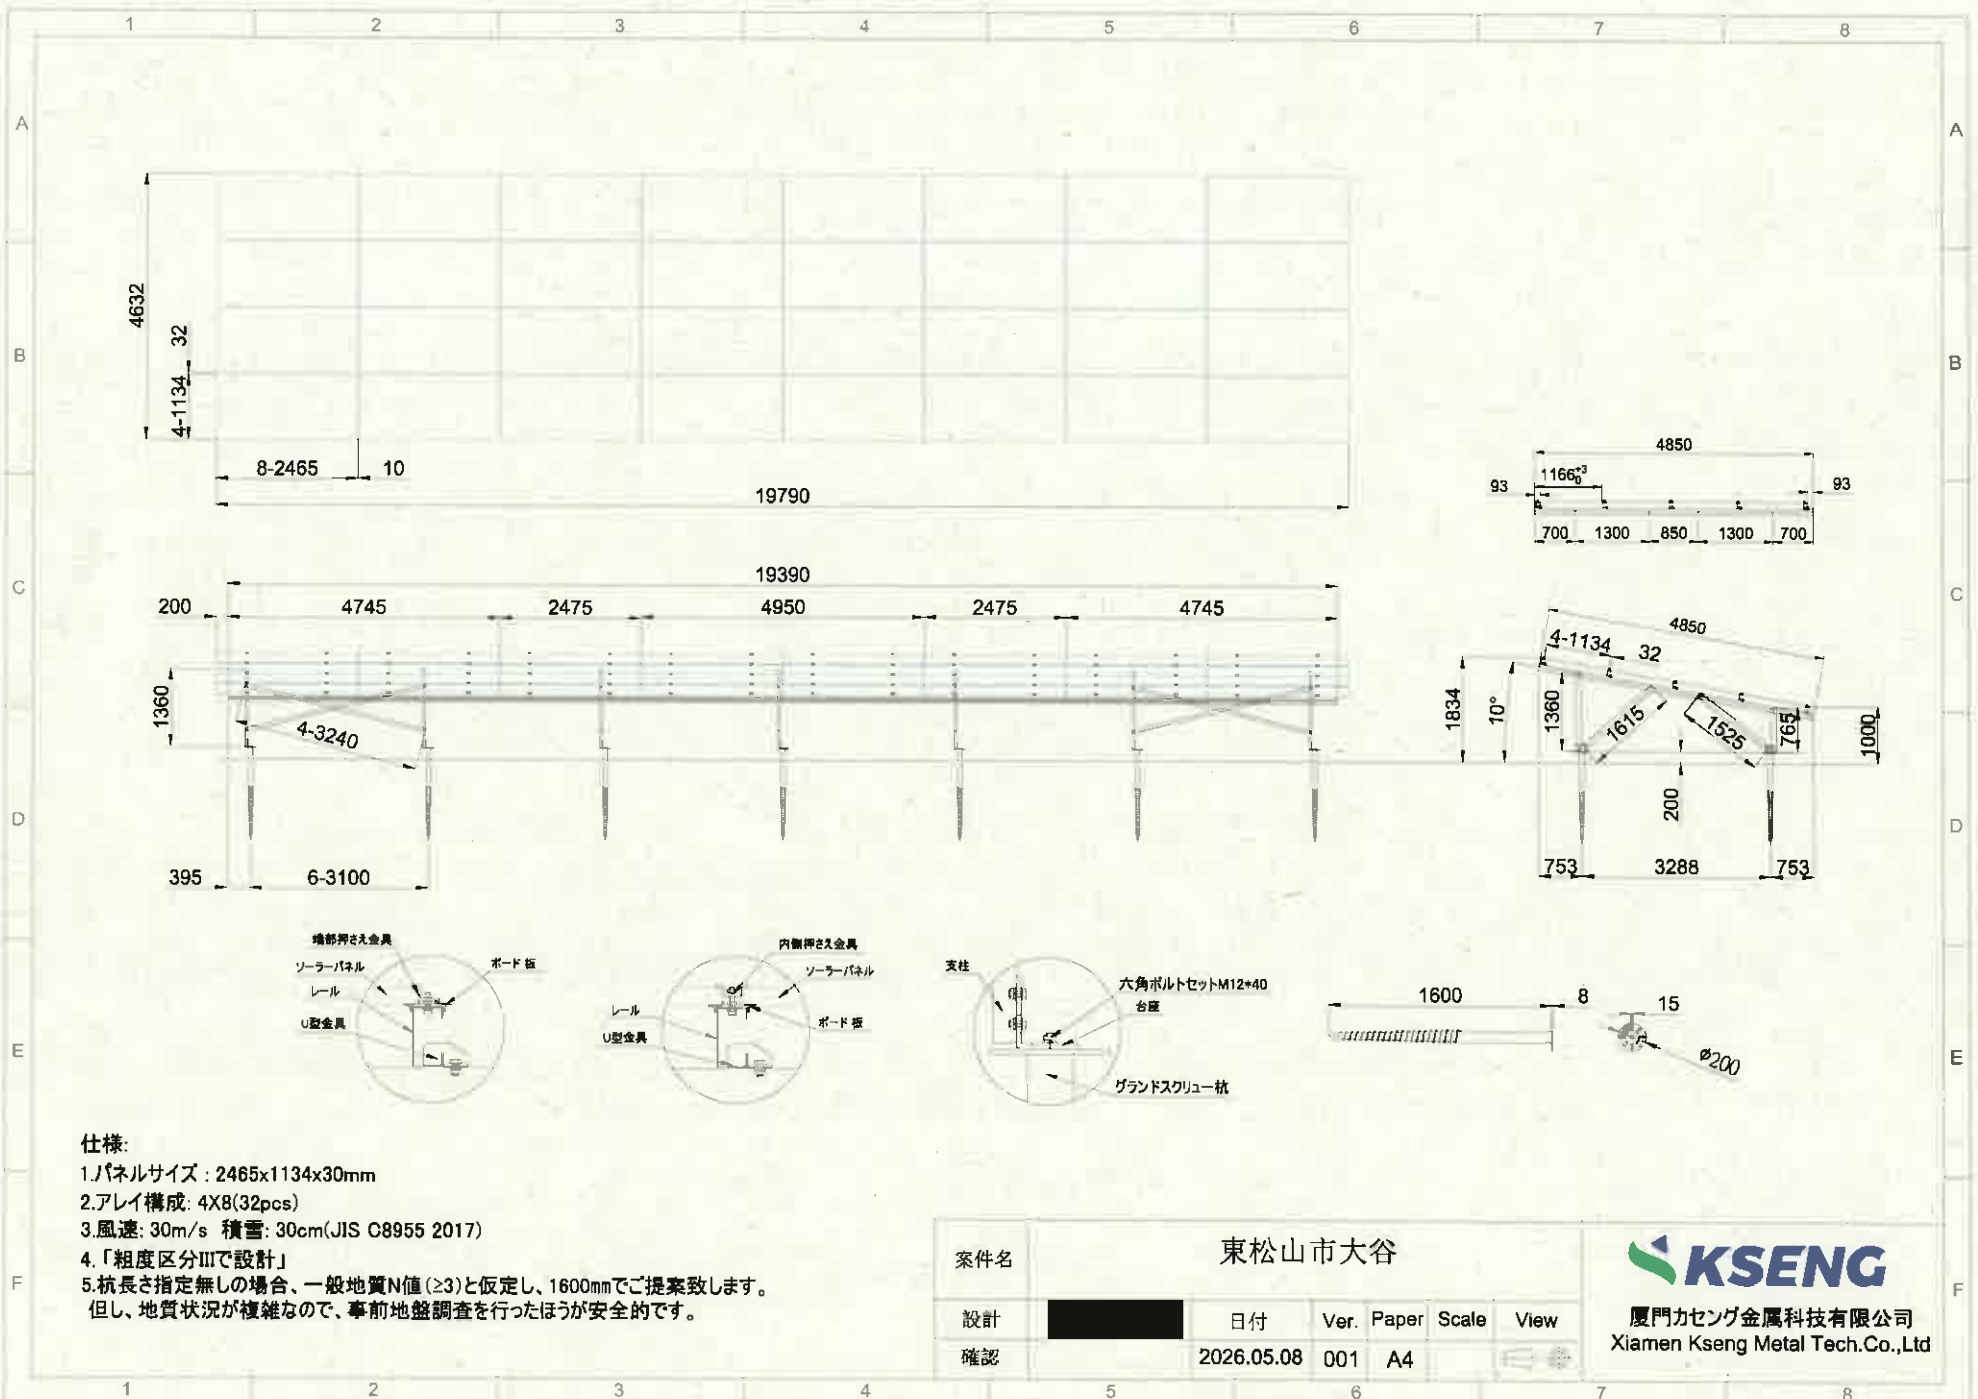 1 2 3 4 5 6 7 8
A A
B B
C C
D D
E E
F F
4632
32
4-1134
8-2465 10
19790
4850
1166 +3 0
93 93
700 1300 850 1300 700
19390
200 4745 2475 4950 2475 4745
1360
4-3240
395 6-3100
4850
4-1134 32
1834
10°
1360
1615
1525
765
1000
200
753 3288 753
端部押さえ金具
ソーラーパネル
ボード板
レール
U型金具
内側押さえ金具
ソーラーパネル
レール
ボード板
U型金具
支柱
六角ボルトセットM12*40
台座
グランドスクリュー杭
1600 8
15
φ200
仕様:
1.パネルサイズ : 2465x1134x30mm
2.アレイ構成: 4X8(32pcs)
3.風速: 30m/s 積雪: 30cm(JIS C8955 2017)
4.「粗度区分IIIで設計」
5.杭長さ指定無しの場合、一般地質N値(≥3)と仮定し、1600mmでご提案致します。
但し、地質状況が複雑なので、事前地盤調査を行ったほうが安全的です。
案件名 東松山市大谷
設計 日付 Ver. Paper Scale View
確認 2026.05.08 001 A4
KSENG
厦門カセング金属科技有限公司
Xiamen Kseng Metal Tech.Co.,Ltd
1 2 3 4 5 6 7 8